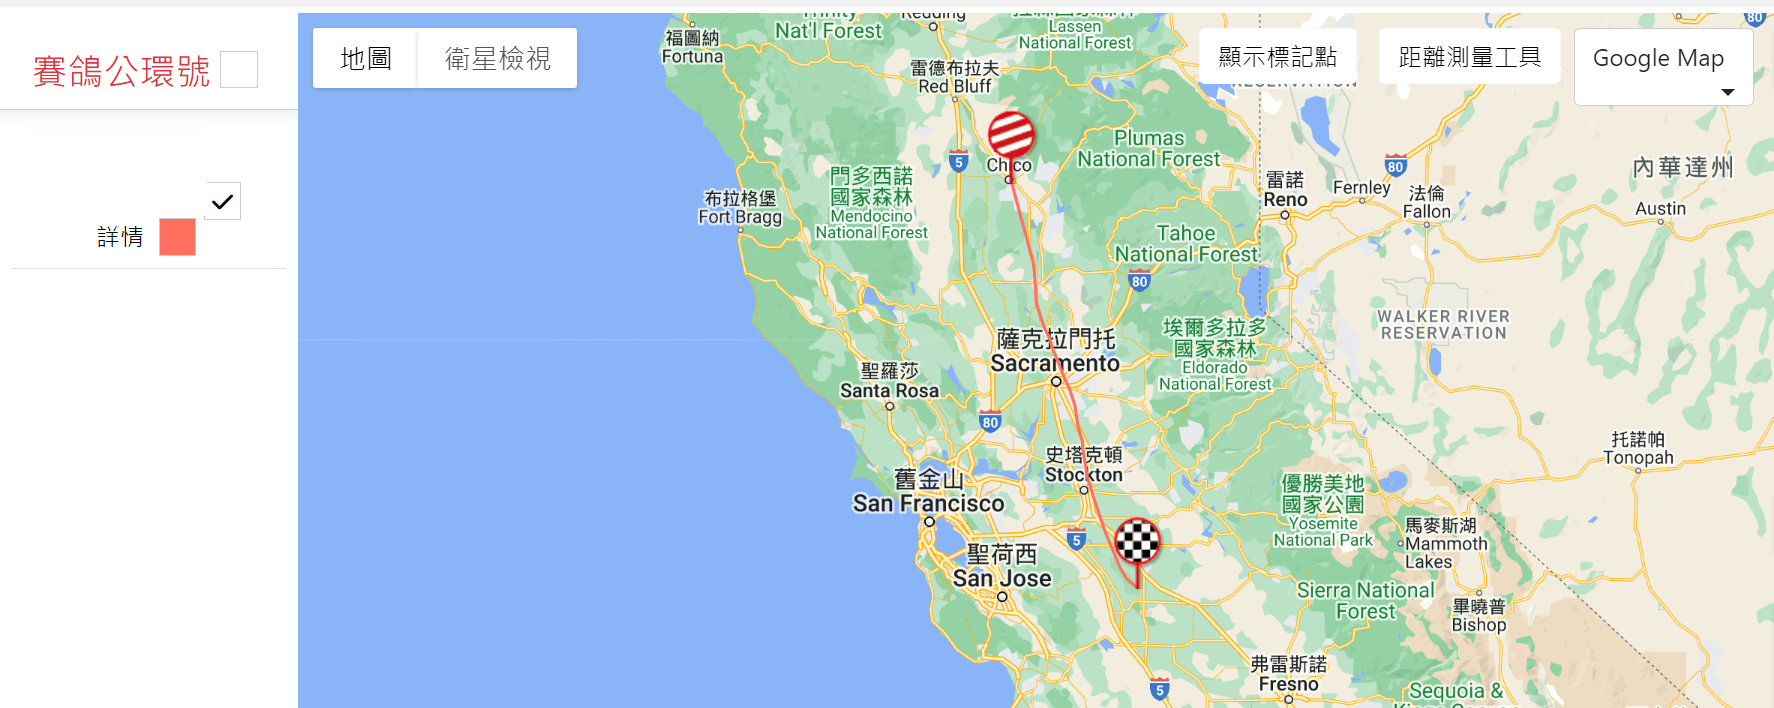 賽鴿公環號
詳情
地圖
衛星檢視
顯示標記點
距離測量工具
Google Map
Nat'l Forest
Redding
Lassen
National Forest
80
福圖納
Fortuna
雷德布拉夫
Red Bluff
RESERVATION
5
Chico
Plumas
National Forest
80
內華達州
門多西諾
國家森林
Mendocino
National Forest
布拉格堡
Fort Bragg
雷諾
Reno
Fernley
法倫
Fallon
Austin
Tahoe
National Forest
80
薩克拉門托
Sacramento
埃爾多拉多
國家森林
Eldorado
National Forest
WALKER RIVER
RESERVATION
聖羅莎
Santa Rosa
80
史塔克頓
Stockton
托諾帕
Tonopah
舊金山
San Francisco
優勝美地
國家公園
Yosemite
National Park
5
馬麥斯湖
Mammoth
Lakes
聖荷西
San Jose
Sierra National
Forest
畢曉普
Bishop
弗雷斯諾
Fresno
5
Sequoia &